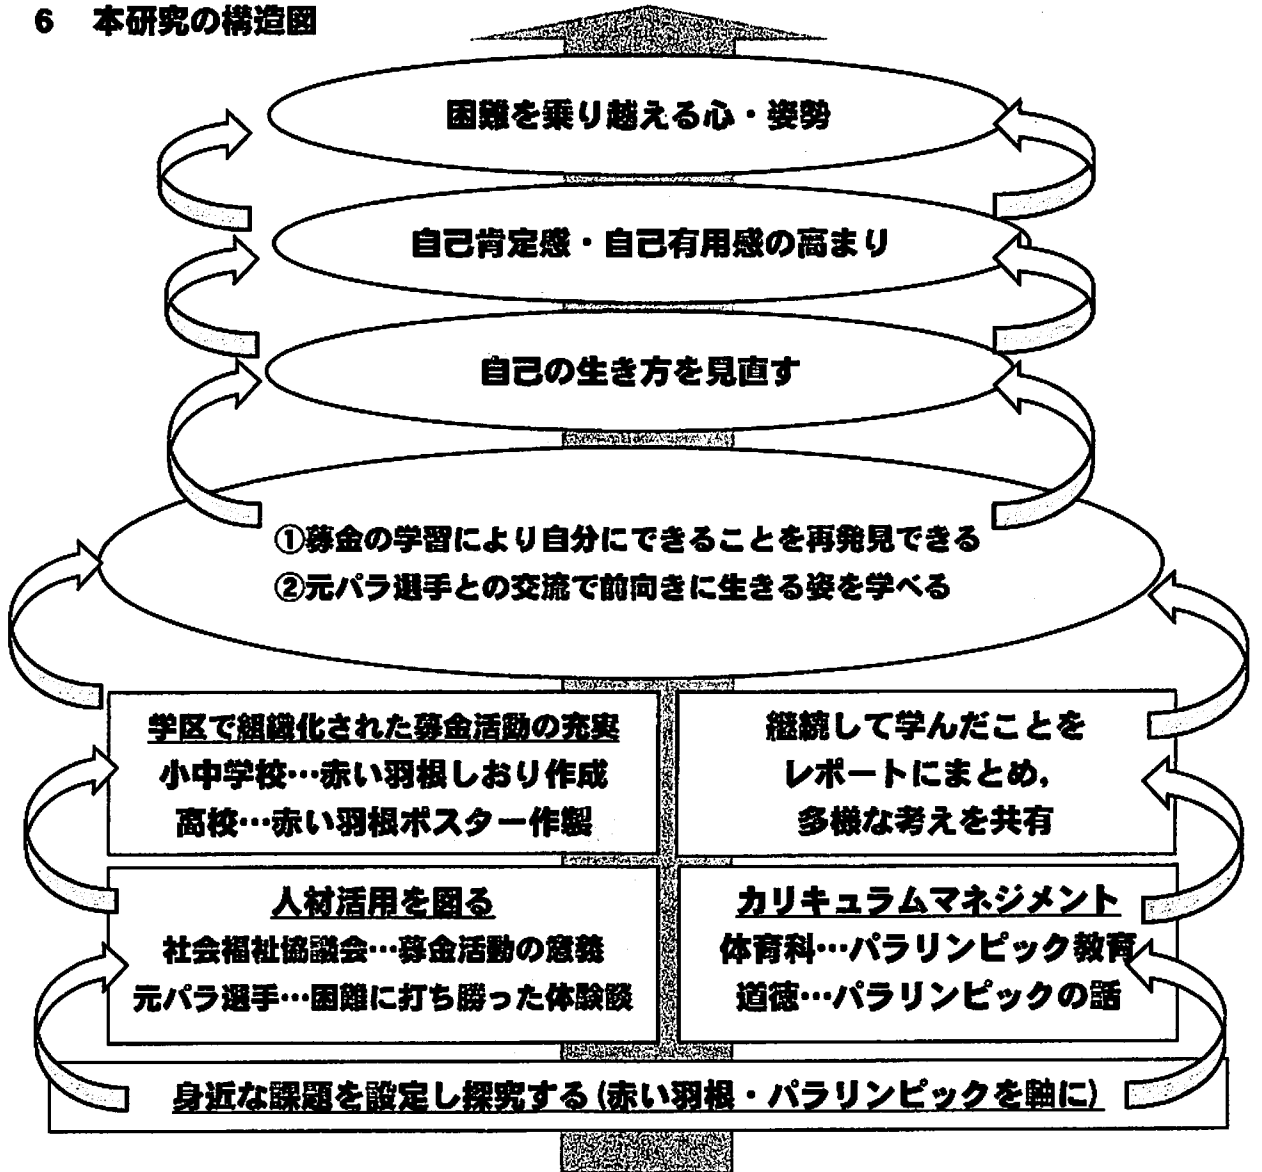 6 本研究の構造図
困難を乗り越える心・姿勢
自己肯定感・自己有用感の高まり
自己の生き方を見直す
①募金の学習により自分にできることを再発見できる
②元パラ選手との交流で前向きに生きる姿を学べる
学区で組織化された募金活動の充実
小中学校…赤い羽根しおり作成
高校…赤い羽根ポスター作製
継続して学んだことを
レポートにまとめ，
多様な考えを共有
人材活用を図る
社会福祉協議会…募金活動の意義
元パラ選手…困難に打ち勝った体験談
カリキュラムマネジメント
体育科…パラリンピック教育
道徳…パラリンピックの話
身近な課題を設定し探究する（赤い羽根・パラリンピックを軸に）